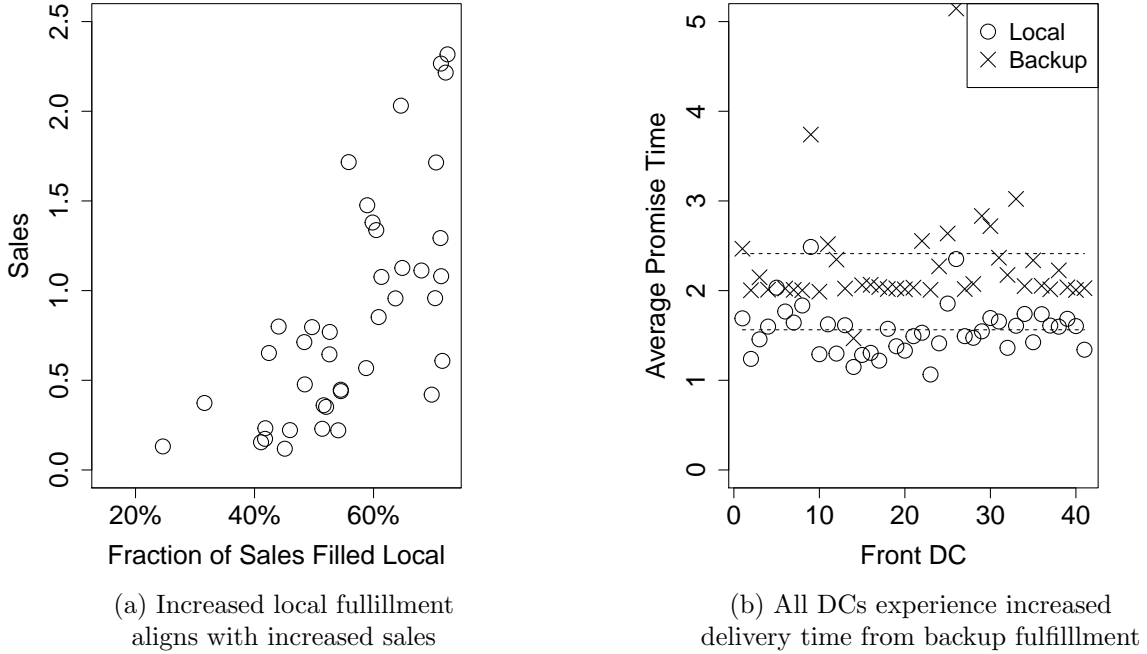 Sales
2.5
2.0
1.5
1.0
0.5
0.0
20%
40%
60%
Fraction of Sales Filled Local
(a) Increased local fullillment
aligns with increased sales
Average Promise Time
5
4
3
2
1
0
Local
Backup
0
10
20
30
40
Front DC
(b) All DCs experience increased
delivery time from backup fulfilllment